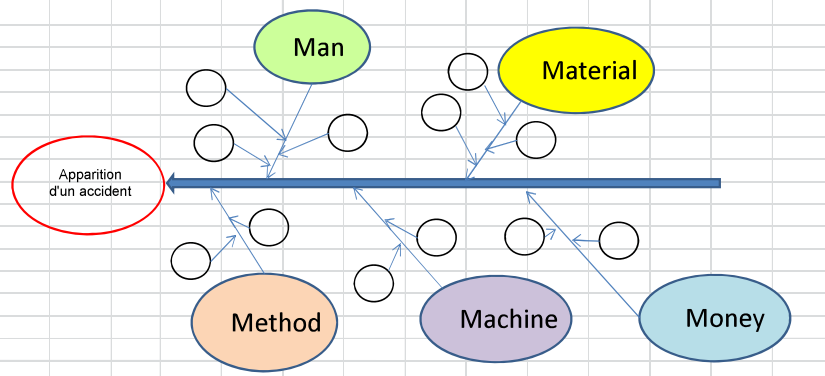 Man
Material
Apparition
d'un accident
Method
Machine
Money